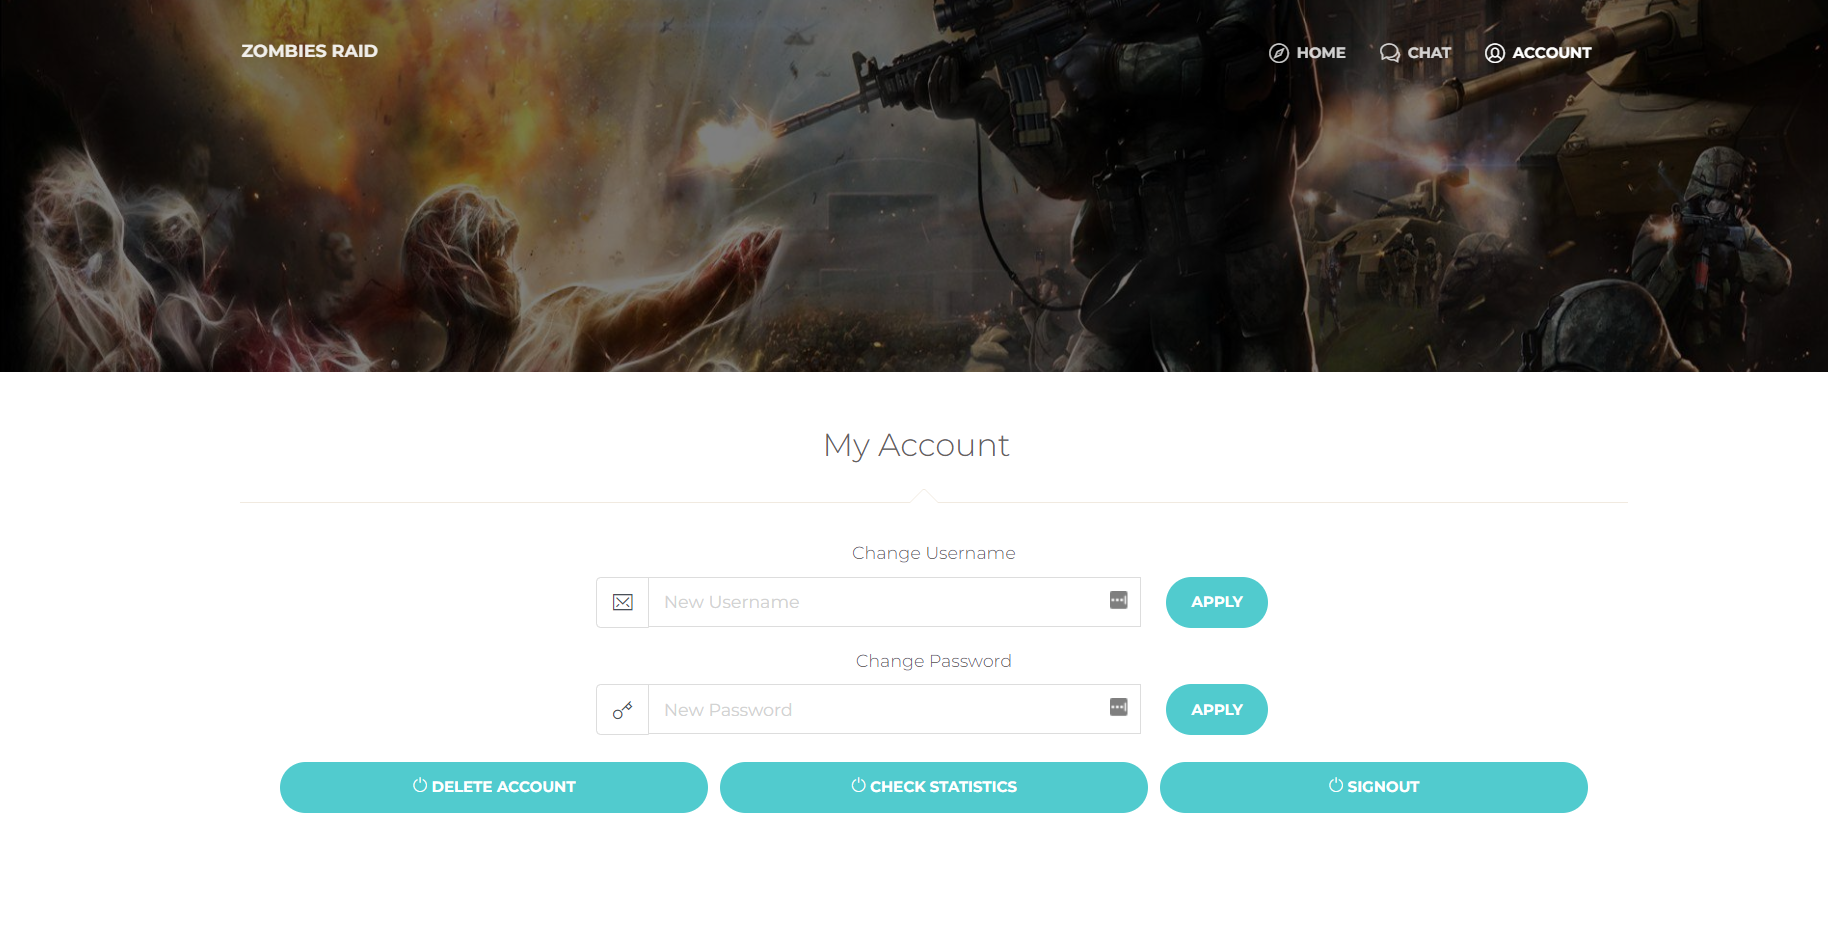 ZOMBIES RAID
HOME
CHAT
ACCOUNT
My Account
Change Username
New Username
APPLY
Change Password
New Password
APPLY
DELETE ACCOUNT
CHECK STATISTICS
SIGNOUT